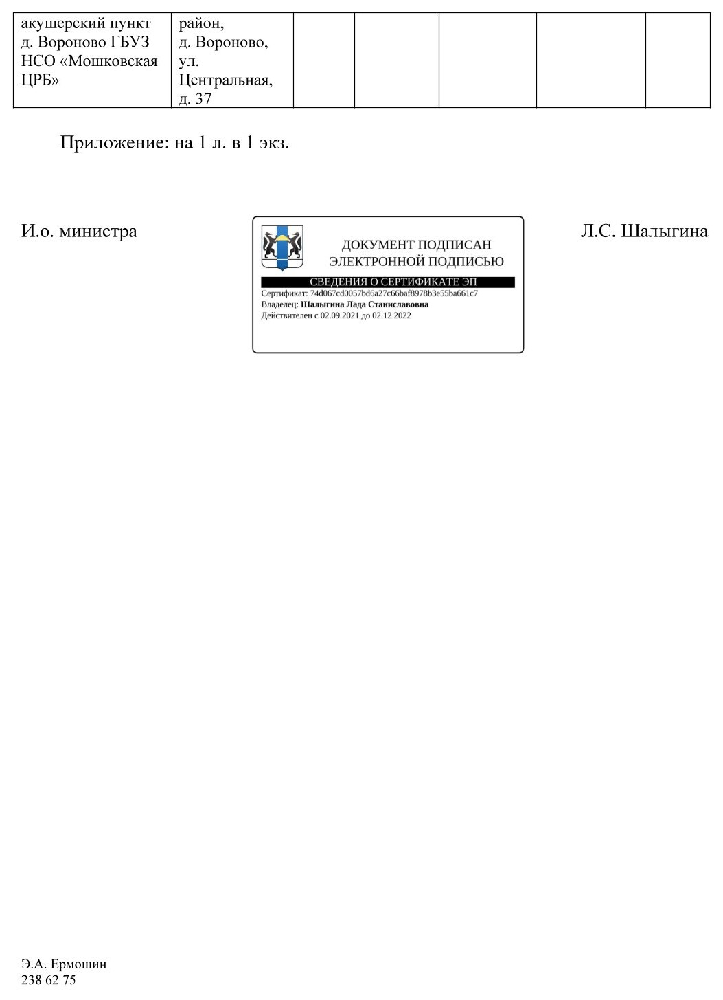 акушерский пункт
д. Вороново ГБУЗ
НСО «Мошковская
ЦРБ»
район,
д. Вороново,
ул.
Центральная,
д. 37
Приложение: на 1 л. в 1 экз.
И.о. министра
ДОКУМЕНТ ПОДПИСАН
ЭЛЕКТРОННОЙ ПОДПИСЬЮ
СВЕДЕНИЯ О СЕРТИФИКАТЕ ЭП
Сертификат: 74d067cd0057bd6a27c66baf8978b3e55ba661c7
Владелец: Шалыгина Лада Станиславовна
Действителен с 02.09.2021 до 02.12.2022
Л.С. Шалыгина
Э.А. Ермошин
238 62 75